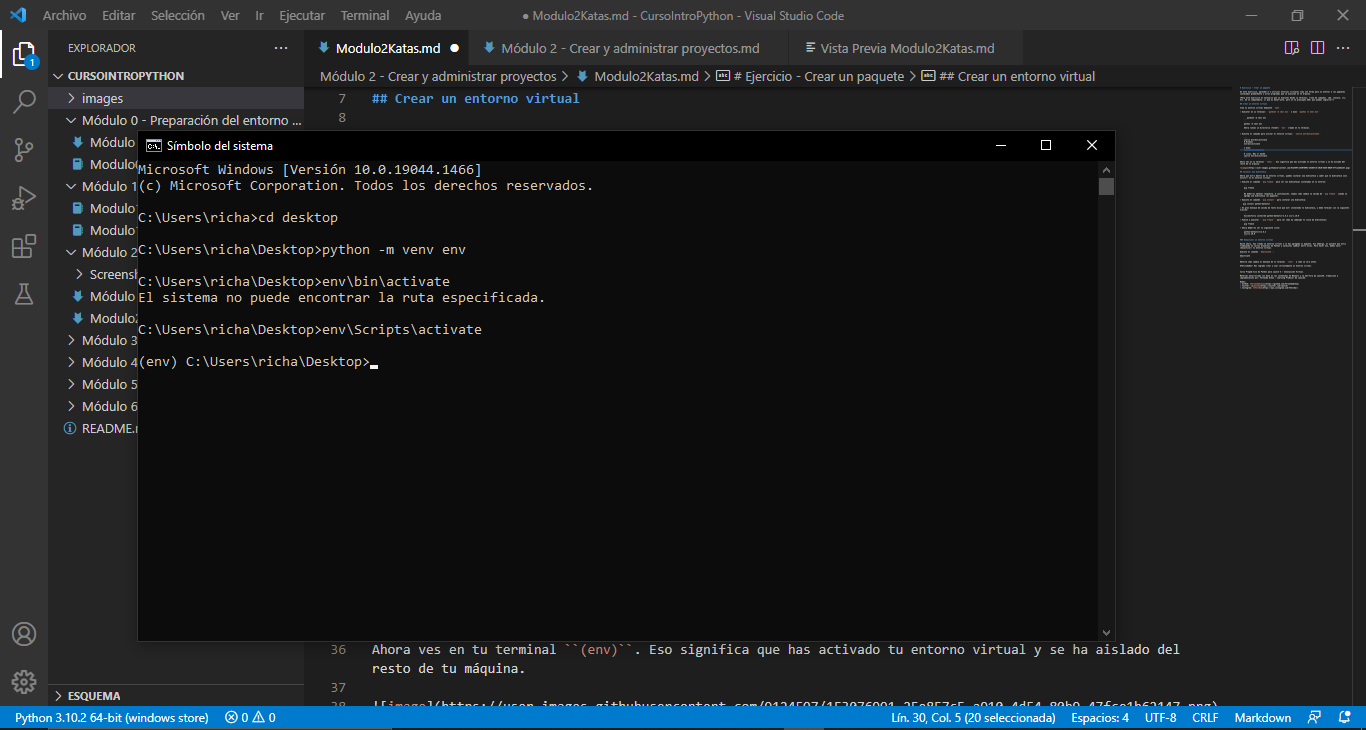 Archivo Editar Selección Ver Ir Ejecutar Terminal Ayuda
● Modulo2Katas.md - CursoIntroPython - Visual Studio Code
EXPLORADOR
Modulo2Katas.md
Módulo 2 - Crear y administrar proyectos.md
Vista Previa Modulo2Katas.md
1
CURSOINTROPYTHON
Módulo 2 - Crear y administrar proyectos > Modulo2Katas.md > # Ejercicio - Crear un paquete > ## Crear un entorno virtual
images
7 ## Crear un entorno virtual
8
Módulo 0 - Preparación del entorno ...
Módulo
Modulo
Módulo 1
Modulo
Modulo
Módulo 2
Screensh
Módulo
Modulo2
Módulo 3
Módulo 4
Módulo 5
Módulo 6
README.
Símbolo del sistema
Microsoft Windows [Versión 10.0.19044.1466]
(c) Microsoft Corporation. Todos los derechos reservados.
C:\Users\richa>cd desktop
C:\Users\richa\Desktop>python -m venv env
C:\Users\richa\Desktop>env\bin\activate
El sistema no puede encontrar la ruta especificada.
C:\Users\richa\Desktop>env\Scripts\activate
(env) C:\Users\richa\Desktop>
36 Ahora ves en tu terminal ``(env)``. Eso significa que has activado tu entorno virtual y se ha aislado del
resto de tu máquina.
37
ESQUEMA
Python 3.10.2 64-bit (windows store) 0 0
Lín. 30, Col. 5 (20 seleccionada) Espacios: 4 UTF-8 CRLF Markdown